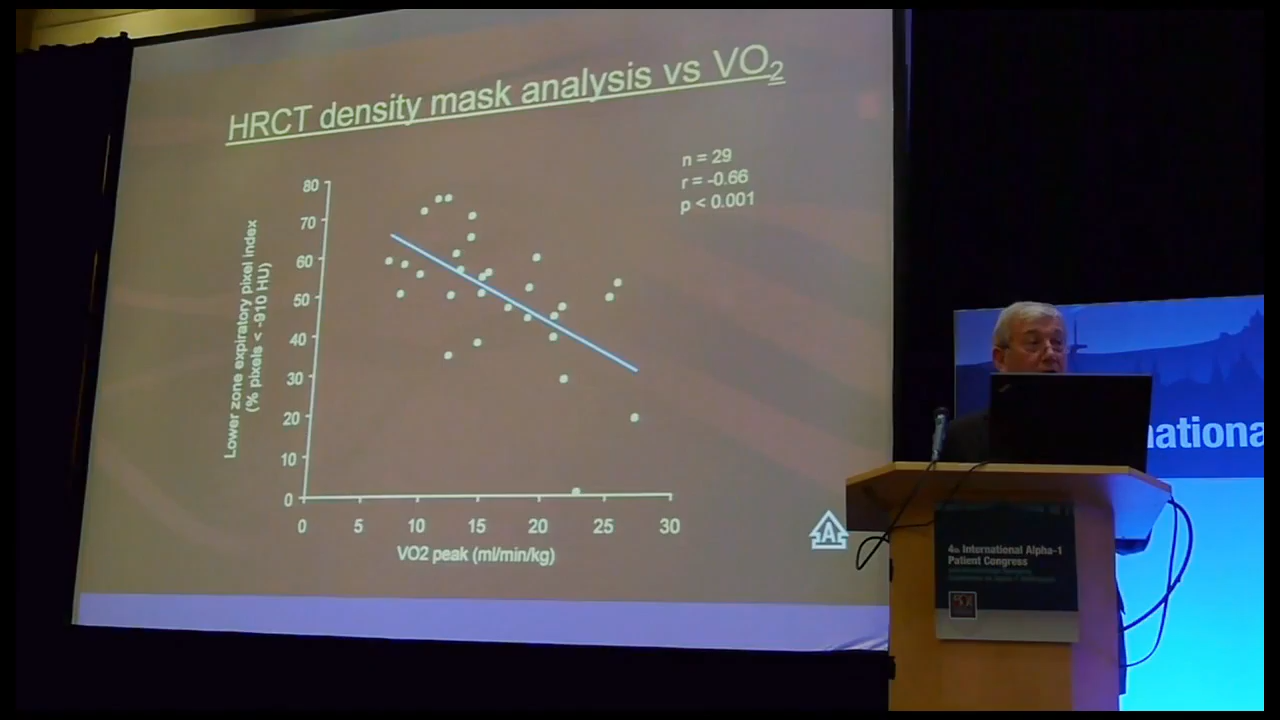 HRCT density mask analysis vs VO2
n = 29
r = -0.66
p < 0.001
Lower zone expiratory pixel index
(% pixels < -910 HU)
80
70
60
50
40
30
20
10
0
0 5 10 15 20 25 30
VO2 peak (ml/min/kg)
A
nationa
4th International Alpha-1
Patient Congress